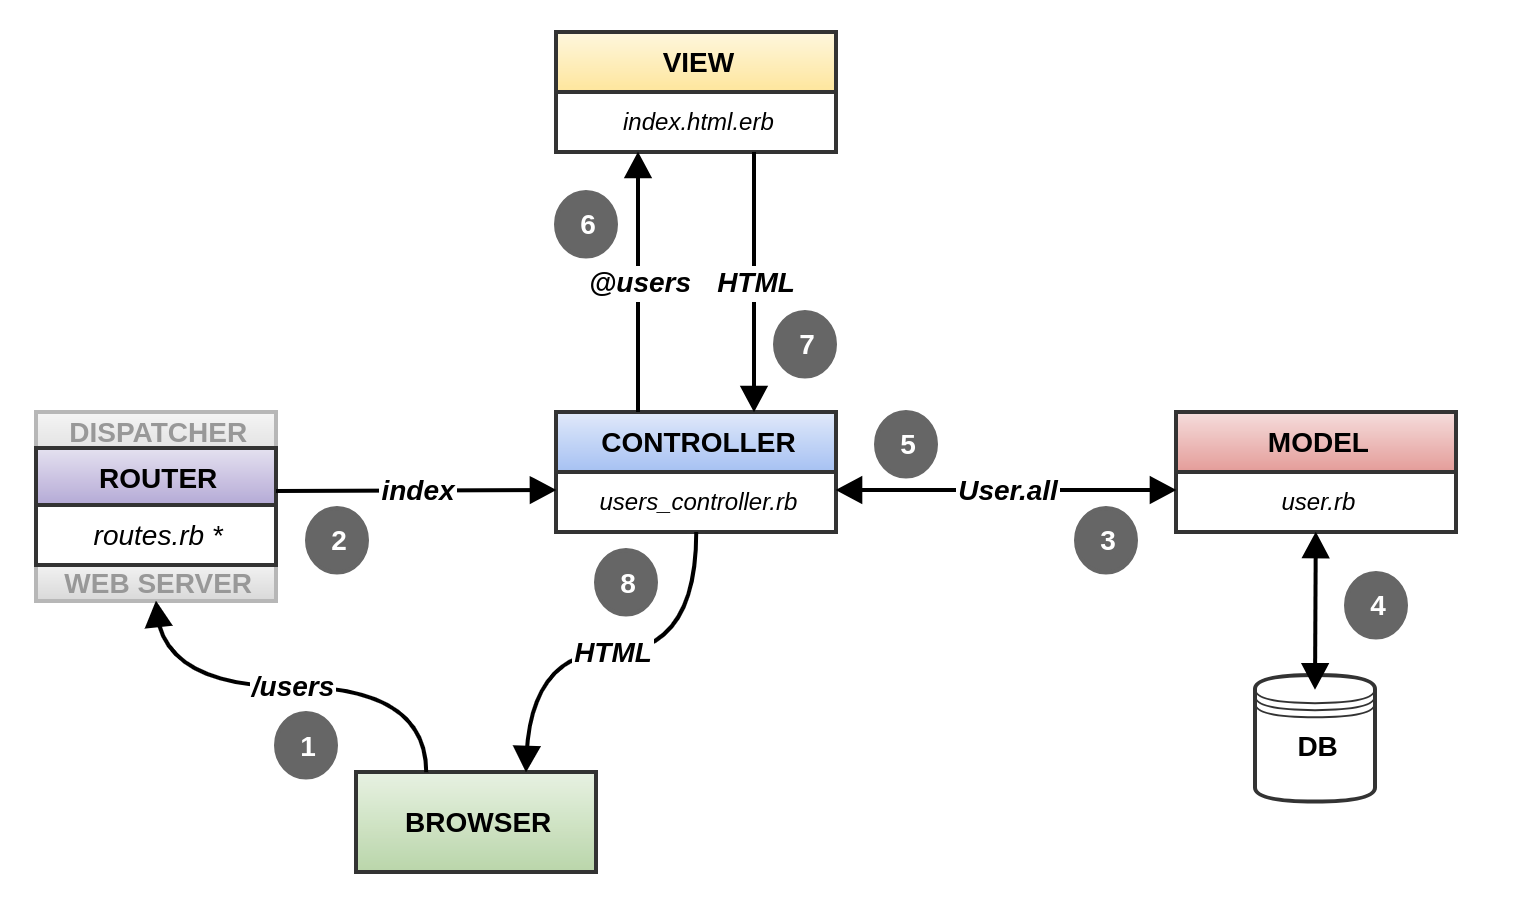 VIEW
index.html.erb
6
@users
HTML
7
DISPATCHER
ROUTER
routes.rb *
WEB SERVER
index
2
CONTROLLER
users_controller.rb
5
User.all
3
MODEL
user.rb
4
DB
8
HTML
/users
1
BROWSER